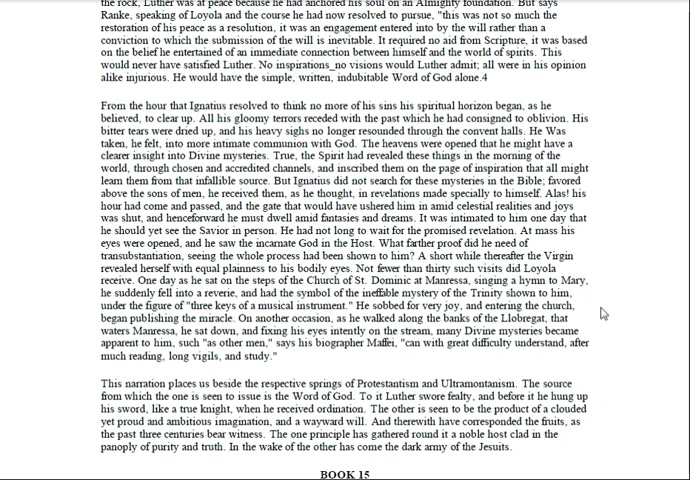 the rock, Luther was at peace because he had anchored his soul on an Almighty foundation. But says
Ranke, speaking of Loyola and the course he had now resolved to pursue, "this was not so much the
restoration of his peace as a resolution, it was an engagement entered into by the will rather than a
conviction to which the submission of the will is inevitable. It required no aid from Scripture, it was based
on the belief he entertained of an immediate connection between himself and the world of spirits. This
would never have satisfied Luther. No inspirations_no visions would Luther admit; all were in his opinion
alike injurious. He would have the simple, written, indubitable Word of God alone.4
From the hour that Ignatius resolved to think no more of his sins his spiritual horizon began, as he
believed, to clear up. All his gloomy terrors receded with the past which he had consigned to oblivion. His
bitter tears were dried up, and his heavy sighs no longer resounded through the convent halls. He Was
taken, he felt, into more intimate communion with God. The heavens were opened that he might have a
clearer insight into Divine mysteries. True, the Spirit had revealed these things in the morning of the
world, through chosen and accredited channels, and inscribed them on the page of inspiration that all might
learn them from that infallible source. But Ignatius did not search for these mysteries in the Bible; favored
above the sons of men, he received them, as he thought, in revelations made specially to himself. Alas! his
hour had come and passed, and the gate that would have ushered him in amid celestial realities and joys
was shut, and henceforward he must dwell amid fantasies and dreams. It was intimated to him one day that
he should yet see the Savior in person. He had not long to wait for the promised revelation. At mass his
eyes were opened, and he saw the incarnate God in the Host. What farther proof did he need of
transubstantiation, seeing the whole process had been shown to him? A short while thereafter the Virgin
revealed herself with equal plainness to his bodily eyes. Not fewer than thirty such visits did Loyola
receive. One day as he sat on the steps of the Church of St. Dominic at Manressa, singing a hymn to Mary,
he suddenly fell into a reverie, and had the symbol of the ineffable mystery of the Trinity shown to him,
under the figure of "three keys of a musical instrument." He sobbed for very joy, and entering the church,
began publishing the miracle. On another occasion, as he walked along the banks of the Llobregat, that
waters Manressa, he sat down, and fixing his eyes intently on the stream, many Divine mysteries became
apparent to him, such "as other men," says his biographer Maffei, "can with great difficulty understand, after
much reading, long vigils, and study."
This narration places us beside the respective springs of Protestantism and Ultramontanism. The source
from which the one is seen to issue is the Word of God. To it Luther swore fealty, and before it he hung up
his sword, like a true knight, when he received ordination. The other is seen to be the product of a clouded
yet proud and ambitious imagination, and a wayward will. And therewith have corresponded the fruits, as
the past three centuries bear witness. The one principle has gathered round it a noble host clad in the
panoply of purity and truth. In the wake of the other has come the dark army of the Jesuits.
BOOK 15